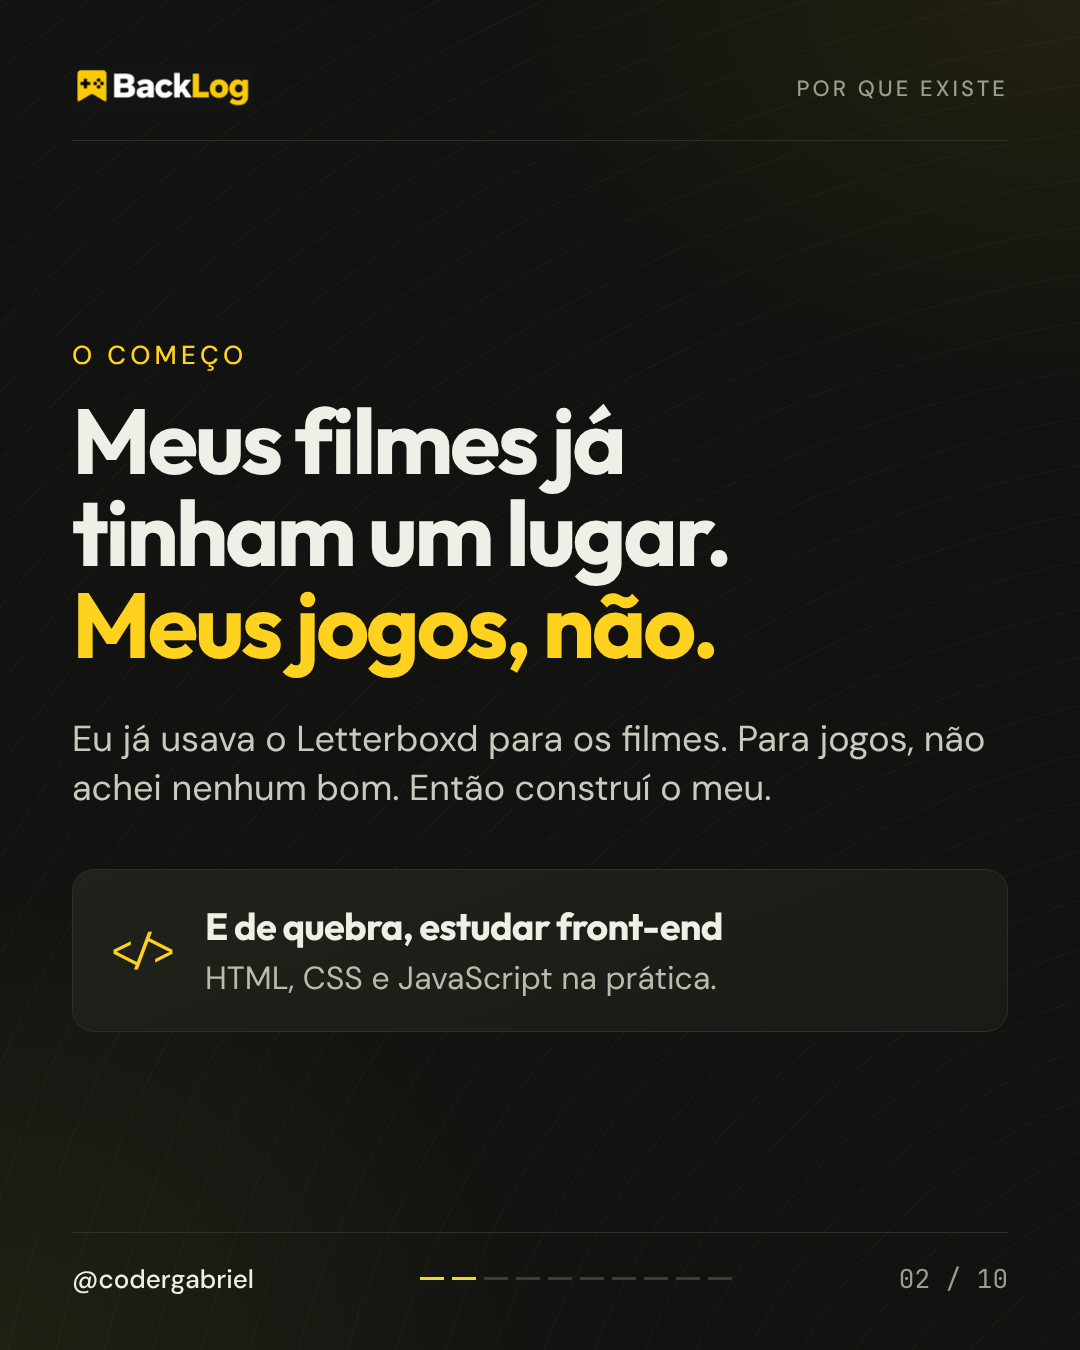 BackLog
POR QUE EXISTE
O COMEÇO
Meus filmes já
tinham um lugar.
Meus jogos, não.
Eu já usava o Letterboxd para os filmes. Para jogos, não
achei nenhum bom. Então construí o meu.
</>
E de quebra, estudar front-end
HTML, CSS e JavaScript na prática.
@codergabriel
02 / 10